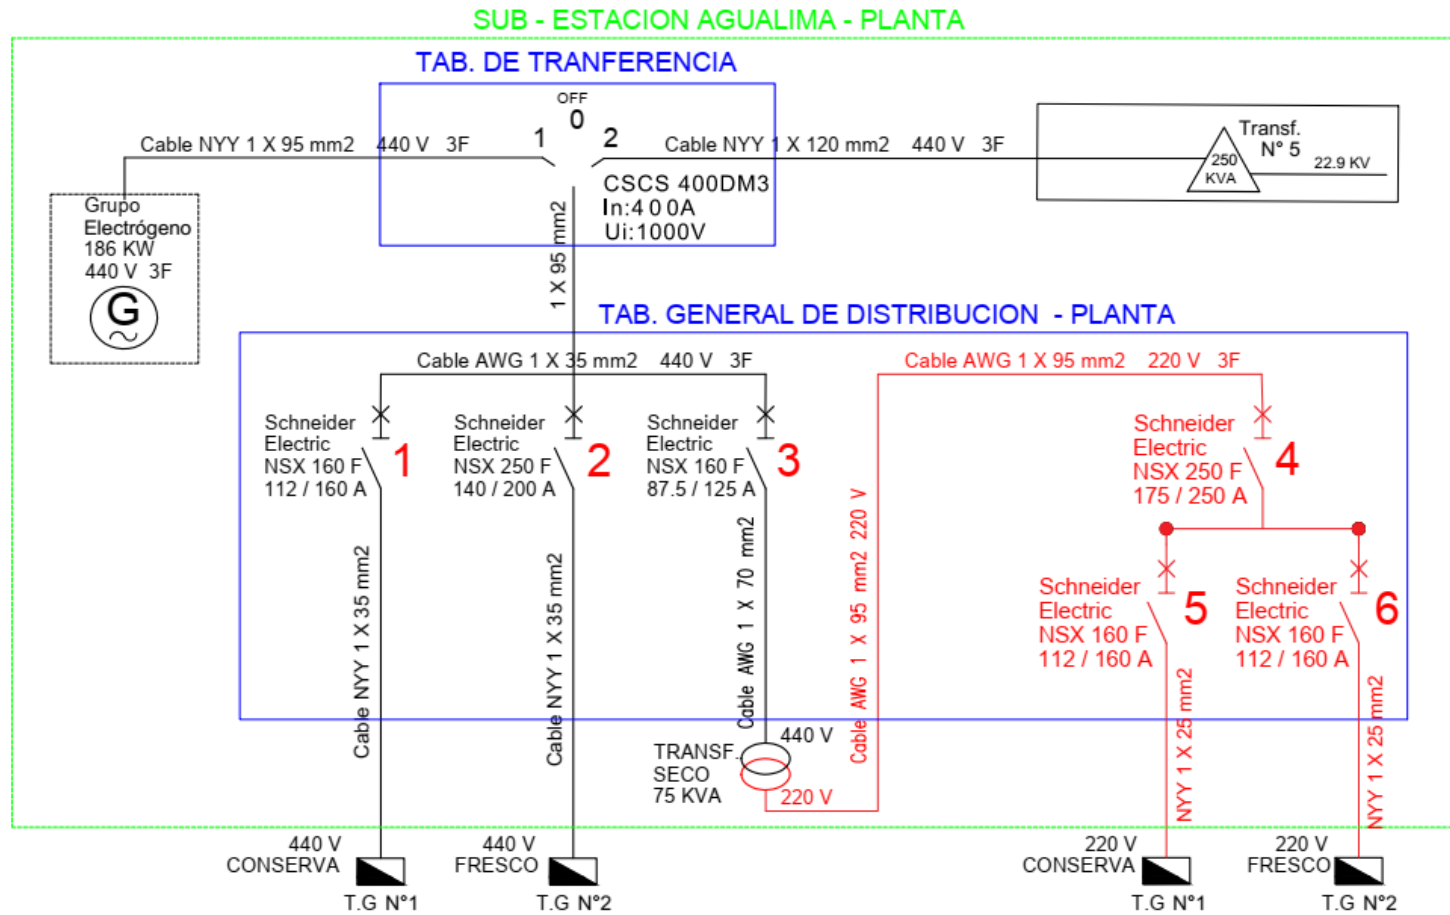 SUB - ESTACION AGUALIMA - PLANTA
TAB. DE TRANFERENCIA
OFF
0
1
2
Cable NYY 1 X 95 mm2 440 V 3F
Cable NYY 1 X 120 mm2 440 V 3F
CSCS 400DM3
In:400A
Ui:1000V
1 X 95 mm2
Transf.
N° 5
250
KVA
22.9 KV
Grupo
Electrógeno
186 KW
440 V 3F
G
TAB. GENERAL DE DISTRIBUCION - PLANTA
Cable AWG 1 X 35 mm2 440 V 3F
Cable AWG 1 X 95 mm2 220 V 3F
Schneider
Electric
NSX 160 F
112 / 160 A
1
Schneider
Electric
NSX 250 F
140 / 200 A
2
Schneider
Electric
NSX 160 F
87.5 / 125 A
3
Schneider
Electric
NSX 250 F
175 / 250 A
4
Schneider
Electric
NSX 160 F
112 / 160 A
5
Schneider
Electric
NSX 160 F
112 / 160 A
6
Cable NYY 1 X 35 mm2
Cable NYY 1 X 35 mm2
Cable AWG 1 X 70 mm2
Cable AWG 1 X 95 mm2 220 V
NYY 1 X 25 mm2
NYY 1 X 25 mm2
TRANSF.
SECO
75 KVA
440 V
220 V
440 V
CONSERVA
T.G N°1
440 V
FRESCO
T.G N°2
220 V
CONSERVA
T.G N°1
220 V
FRESCO
T.G N°2